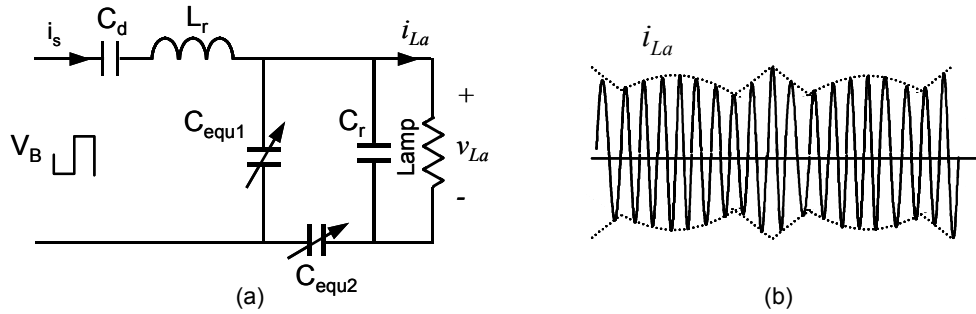 i_s
C_d
L_r
i_La
C_equ1
C_r
Lamp
+
v_La
-
V_B
C_equ2
(a)
i_La
(b)